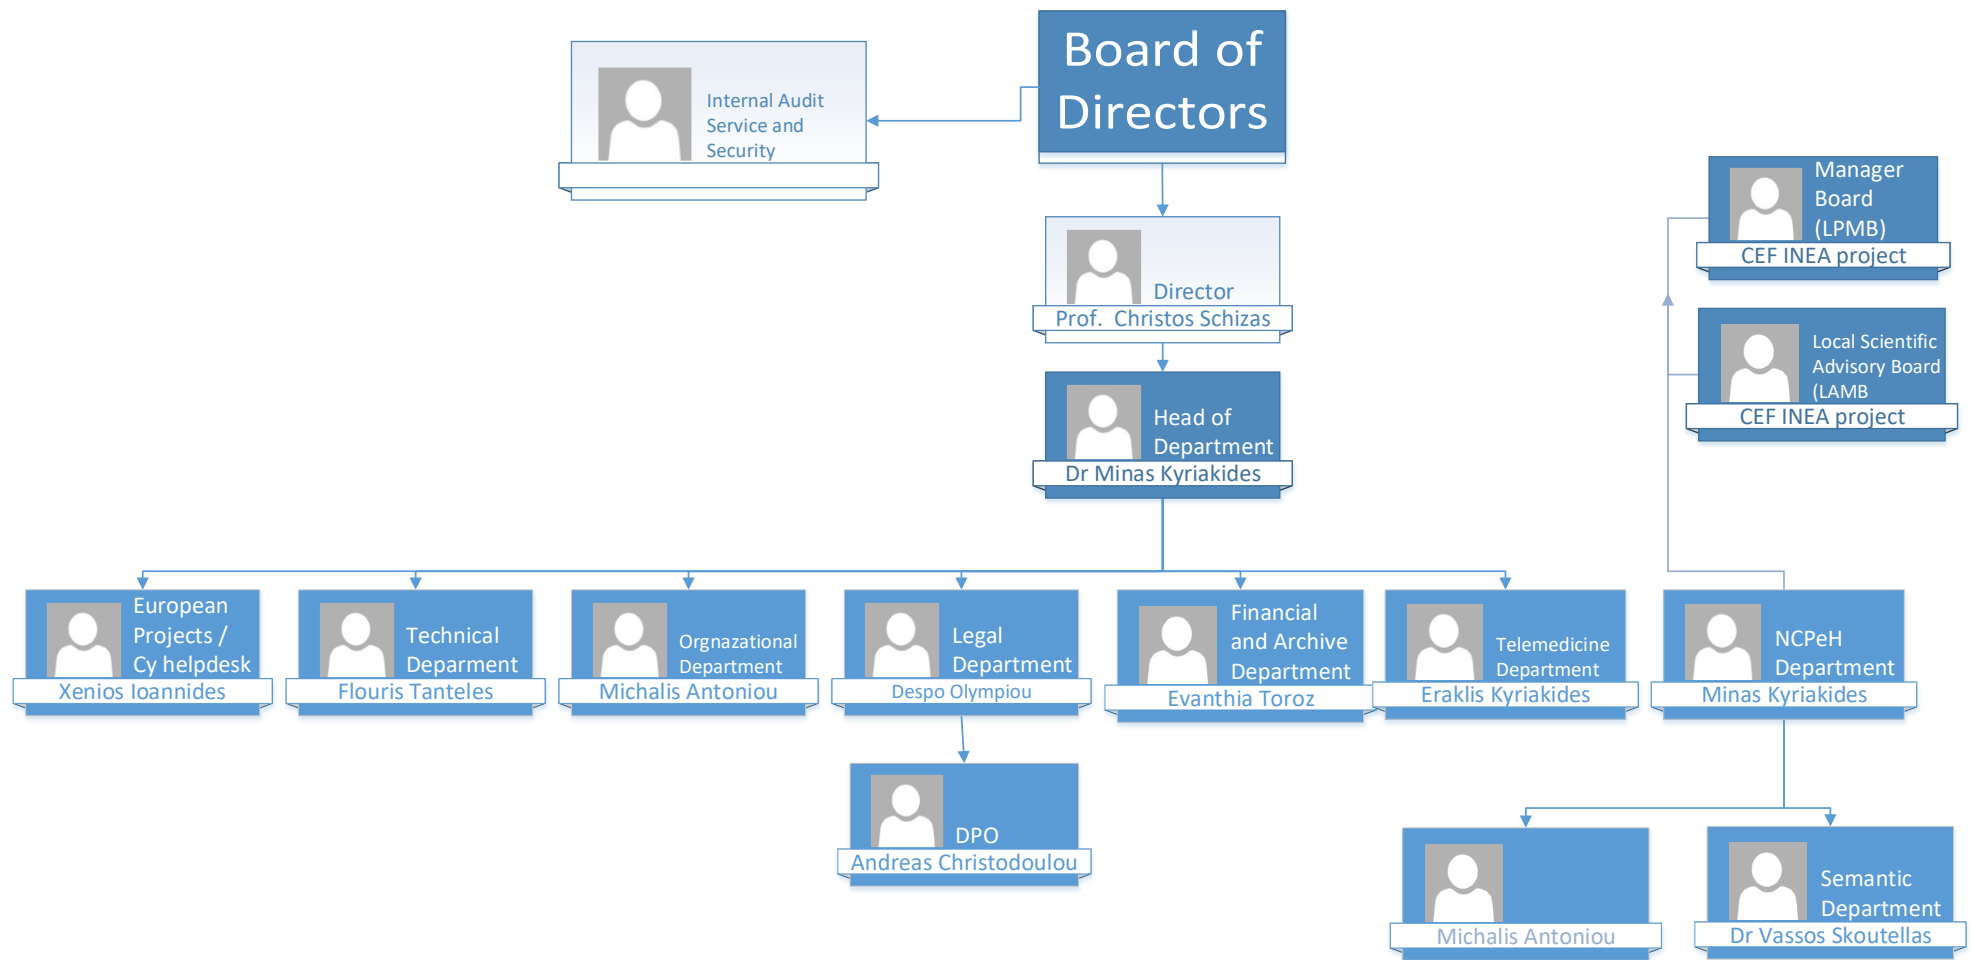 Board of
Directors
Internal Audit
Service and
Security
Manager
Board
(LPMB)
CEF INEA project
Director
Prof.  Christos Schizas
Local Scientific
Advisory Board
(LAMB
CEF INEA project
Head of
Department
Dr Minas Kyriakides
European
Projects /
Cy helpdesk
Xenios Ioannides
Technical
Deparment
Flouris Tanteles
Orgnazational
Department
Michalis Antoniou
Legal
Department
Despo Olympiou
Financial
and Archive
Department
Evanthia Toroz
Telemedicine
Department
Eraklis Kyriakides
NCPeH
Department
Minas Kyriakides
DPO
Andreas Christodoulou
Michalis Antoniou
Semantic
Department
Dr Vassos Skoutellas